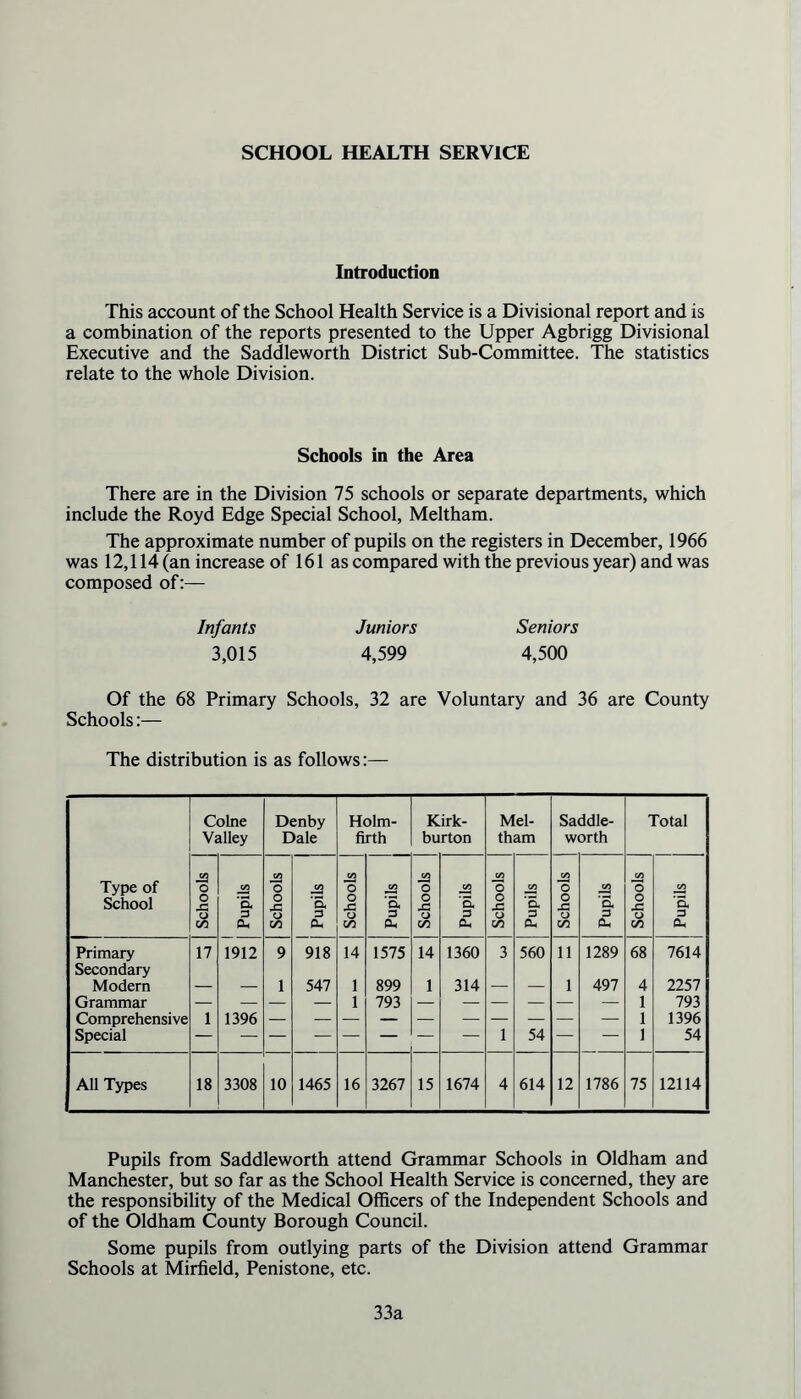 SCHOOL HEALTH SERVICE
Introduction
This account of the School Health Service is a Divisional report and is
a combination of the reports presented to the Upper Agbrigg Divisional
Executive and the Saddleworth District Sub-Committee. The statistics
relate to the whole Division.
Schools in the Area
There are in the Division 75 schools or separate departments, which
include the Royd Edge Special School, Meltham.
The approximate number of pupils on the registers in December, 1966
was 12,114 (an increase of 161 as compared with the previous year) and was
composed of:—
Infants Juniors Seniors
3,015 4,599 4,500
Of the 68 Primary Schools, 32 are Voluntary and 36 are County
Schools:—
The distribution is as follows:—
Colne Denby Holm- Kirk- Mel- Saddle- Total
Valley Dale firth burton tham worth
Type of School Schools Pupils Schools Pupils Schools Pupils Schools Pupils Schools Pupils Schools Pupils Schools Pupils
Primary 17 1912 9 918 14 1575 14 1360 3 560 11 1289 68 7614
Secondary
Modern — — 1 547 1 899 1 314 — — 1 497 4 2257
Grammar — — — — 1 793 — — — — — — 1 793
Comprehensive 1 1396 — — — — — — — — — — 1 1396
Special — — — — — — — — 1 54 — — 1 54
All Types 18 3308 10 1465 16 3267 15 1674 4 614 12 1786 75 12114
Pupils from Saddleworth attend Grammar Schools in Oldham and
Manchester, but so far as the School Health Service is concerned, they are
the responsibility of the Medical Officers of the Independent Schools and
of the Oldham County Borough Council.
Some pupils from outlying parts of the Division attend Grammar
Schools at Mirfield, Penistone, etc.
33a